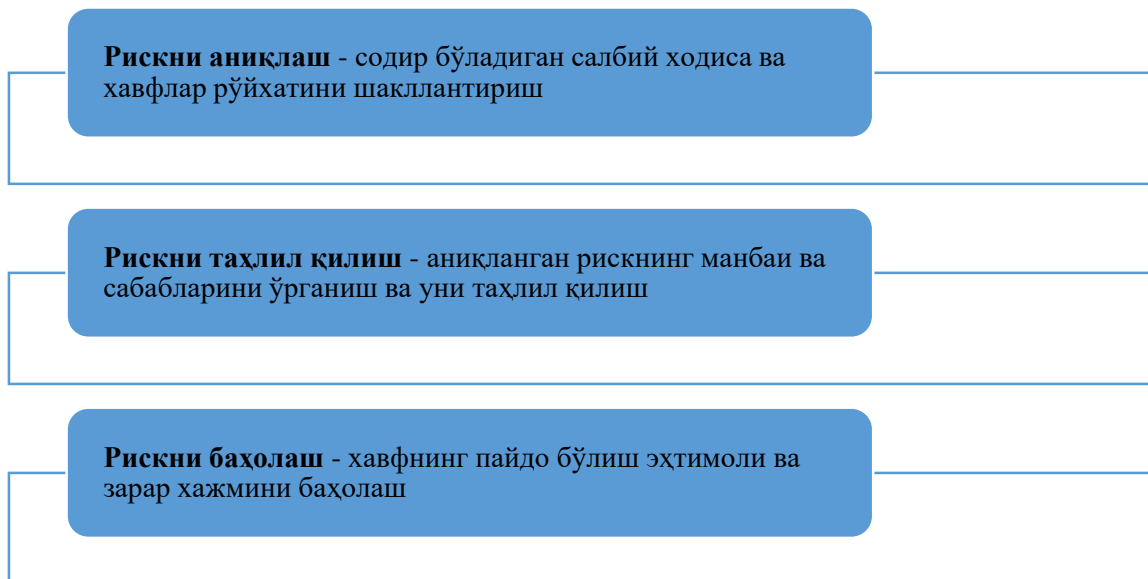 Рискни аниқлаш - содир бўладиган салбий ходиса ва
хавфлар рўйхатини шакллантириш
Рискни таҳлил қилиш - аниқланган рискнинг манбаи ва
сабабларини ўрганиш ва уни таҳлил қилиш
Рискни баҳолаш - хавфнинг пайдо бўлиш эҳтимоли ва
зарар хажмини баҳолаш